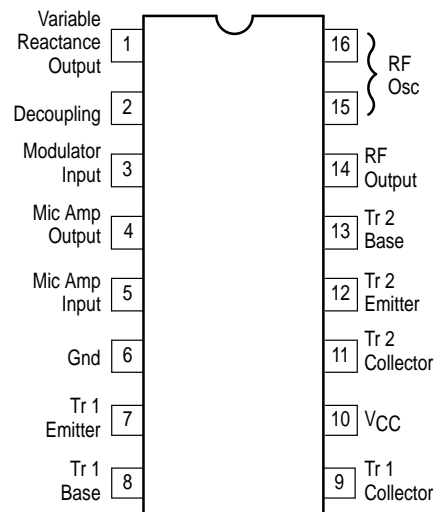 Variable
Reactance
Output
1
Decoupling
2
Modulator
Input
3
Mic Amp
Output
4
Mic Amp
Input
5
Gnd
6
Tr 1
Emitter
7
Tr 1
Base
8
16
15
RF
Osc
14
RF
Output
13
Tr 2
Base
12
Tr 2
Emitter
11
Tr 2
Collector
10
VCC
9
Tr 1
Collector